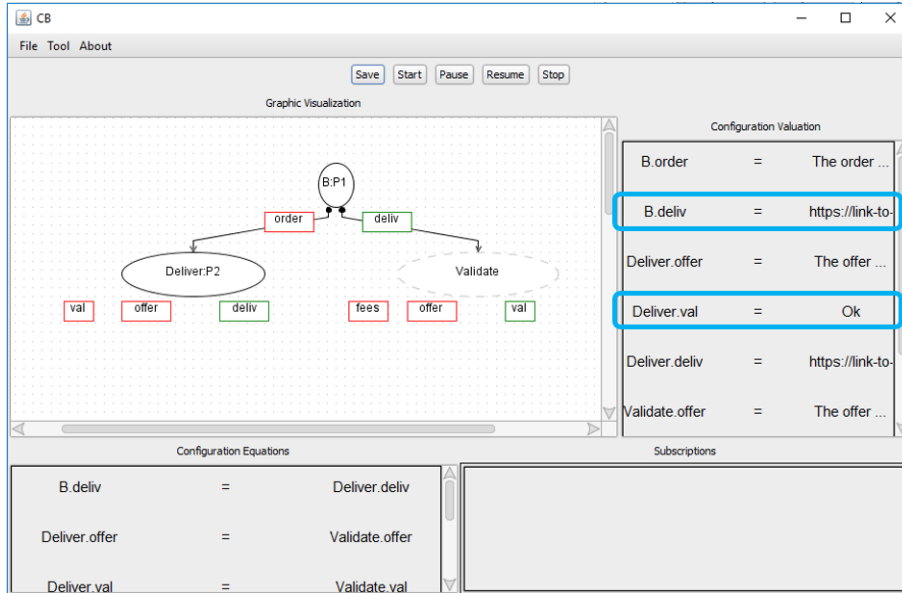 CB
File Tool About
Save Start Pause Resume Stop
Graphic Visualization
B:P1
order deliv
Deliver:P2 Validate
val offer deliv fees offer val
Configuration Valuation
B.order = The order ...
B.deliv = https://link-to-
Deliver.offer = The offer ...
Deliver.val = Ok
Deliver.deliv = https://link-to-
Validate.offer = The offer ...
Configuration Equations
B.deliv = Deliver.deliv
Deliver.offer = Validate.offer
Deliver.val = Validate.val
Subscriptions